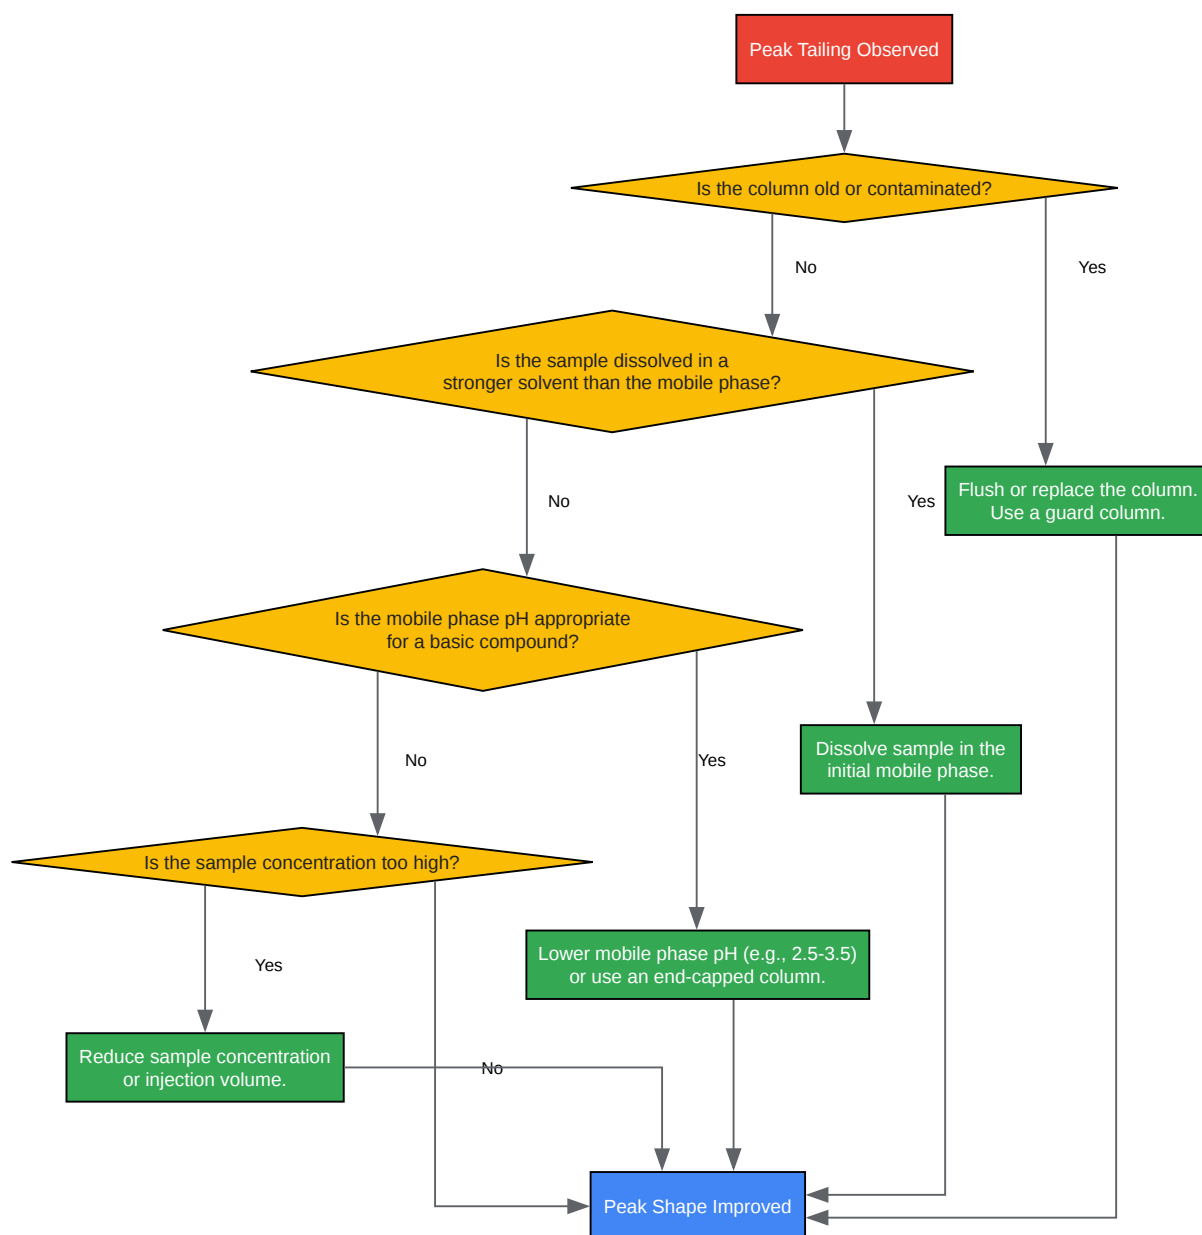 Peak Tailing Observed
Is the column old or contaminated?
No
Yes
Is the sample dissolved in a
stronger solvent than the mobile phase?
No
Yes
Flush or replace the column.
Use a guard column.
Is the mobile phase pH appropriate
for a basic compound?
No
Yes
Dissolve sample in the
initial mobile phase.
Is the sample concentration too high?
Yes
Lower mobile phase pH (e.g., 2.5-3.5)
or use an end-capped column.
Reduce sample concentration
or injection volume.
No
Peak Shape Improved